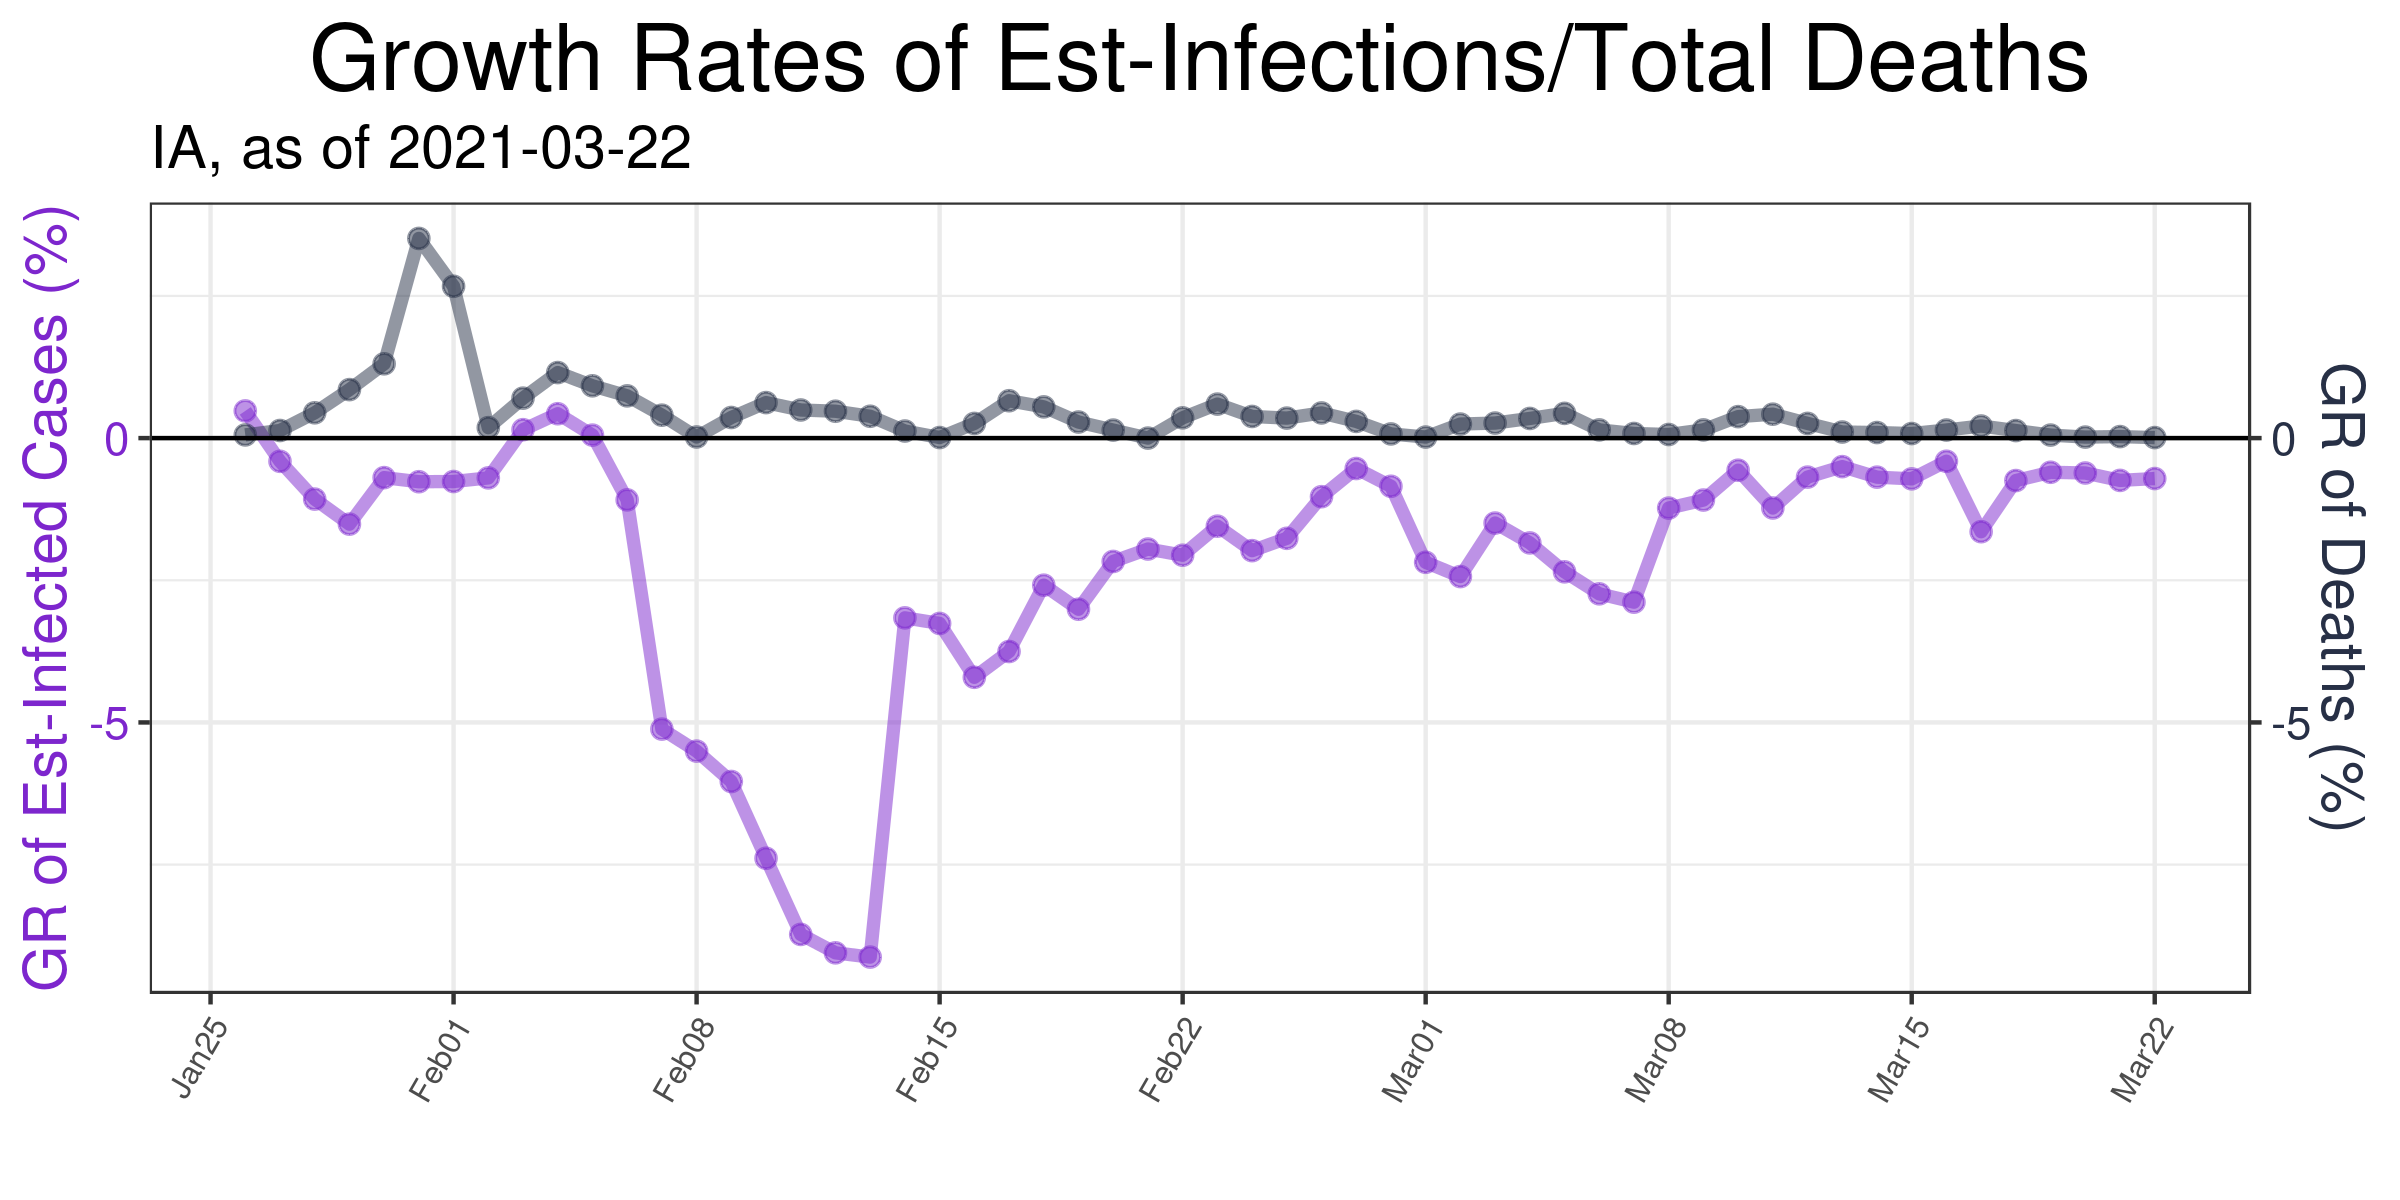 Growth Rates of Est-Infections/Total Deaths
IA, as of 2021-03-22
GR of Est-Infected Cases (%)
0
-5
0
-5
GR of Deaths (%)
Jan25
Feb01
Feb08
Feb15
Feb22
Mar01
Mar08
Mar15
Mar22